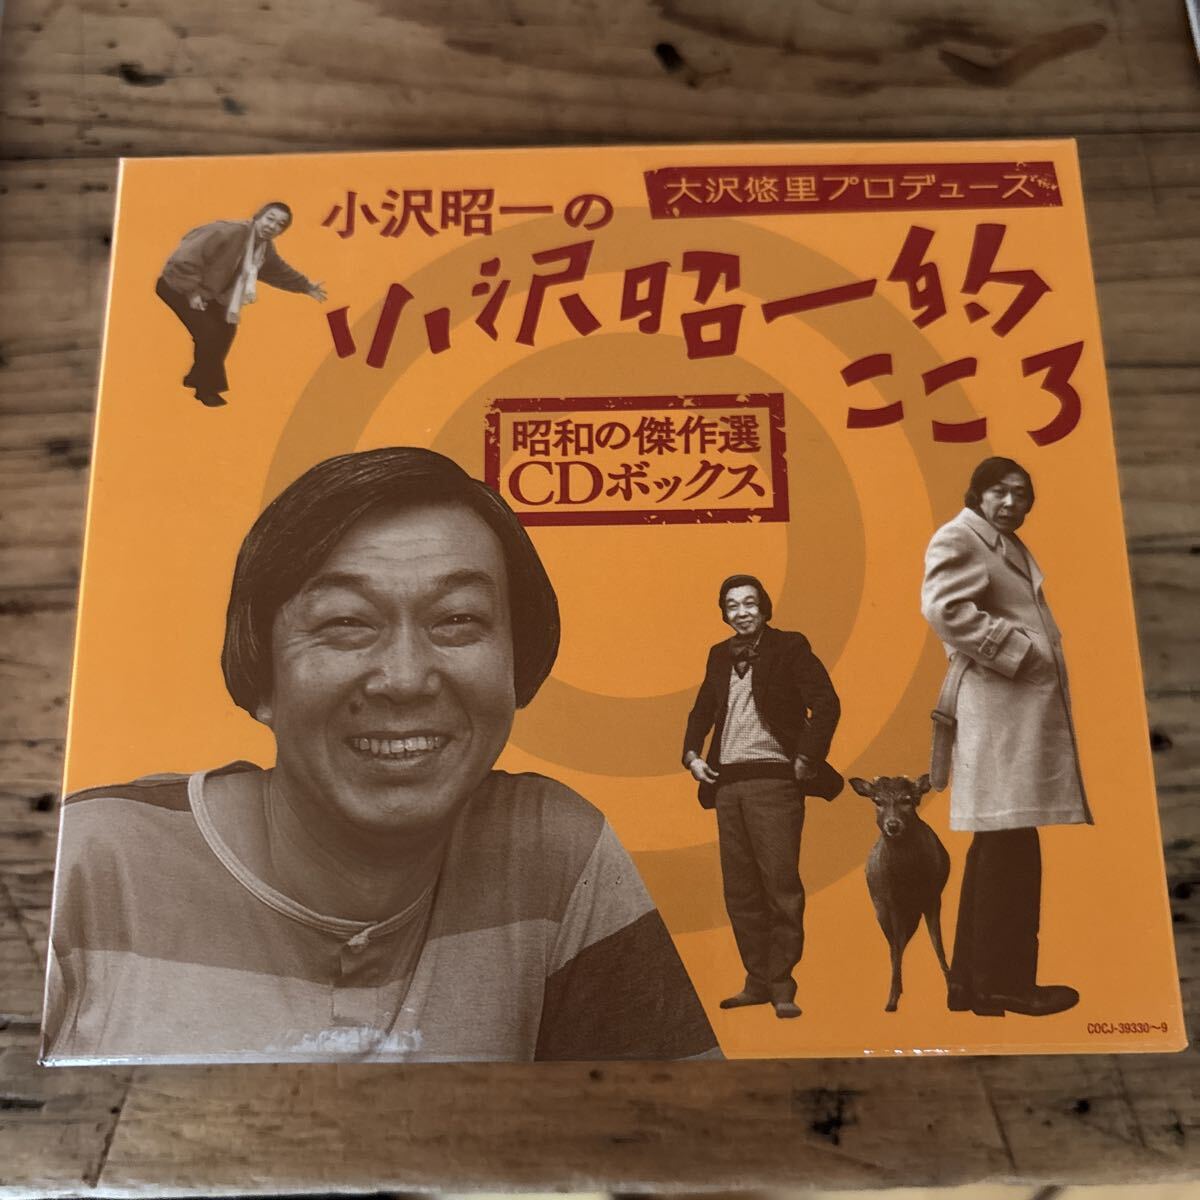 大沢悠里プロデュース
小沢昭一の
小沢昭一的
こころ
昭和の傑作選
CDボックス
COCJ-39330〜9